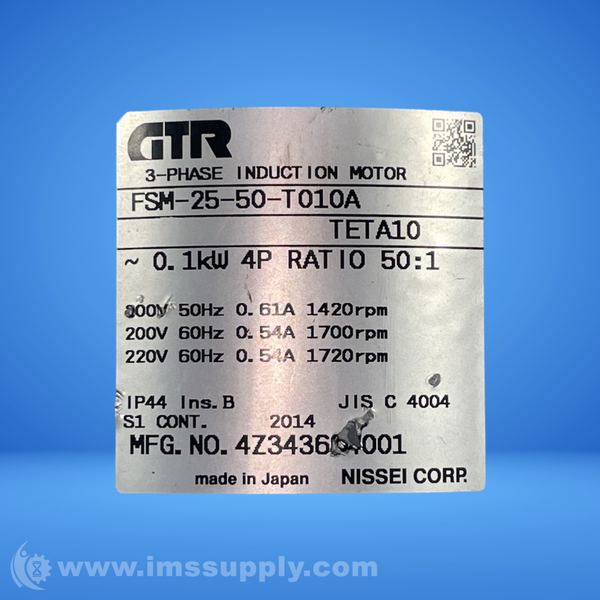 GTR
3-PHASE INDUCTION MOTOR
FSM-25-50-T010A
TETA10
~ 0.1kW 4P RATIO 50:1
200V 50Hz 0.61A 1420rpm
200V 60Hz 0.54A 1700rpm
220V 60Hz 0.54A 1720rpm
IP44 Ins.B JIS C 4004
S1 CONT. 2014
MFG.NO.
made in Japan NISSEI CORP.
www.imssupply.com